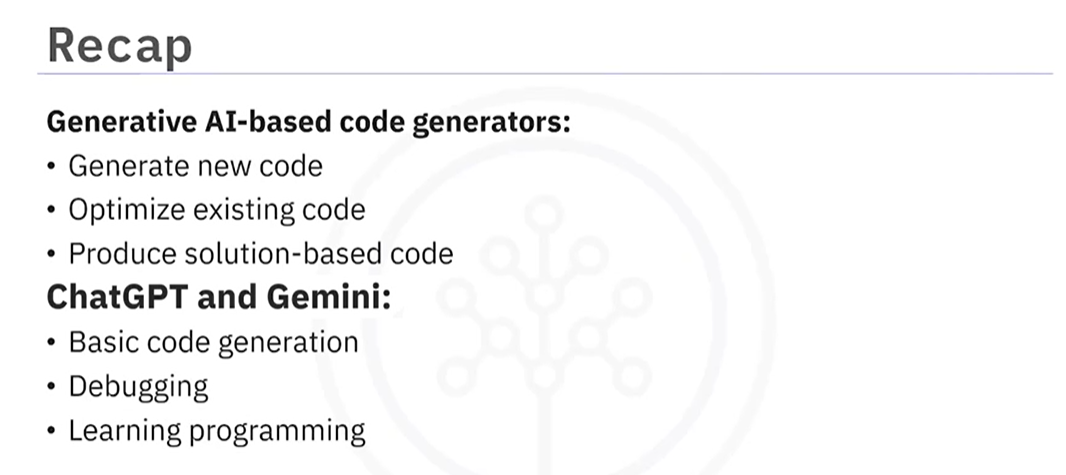 Recap
Generative AI-based code generators:
• Generate new code
• Optimize existing code
• Produce solution-based code
ChatGPT and Gemini:
• Basic code generation
• Debugging
• Learning programming